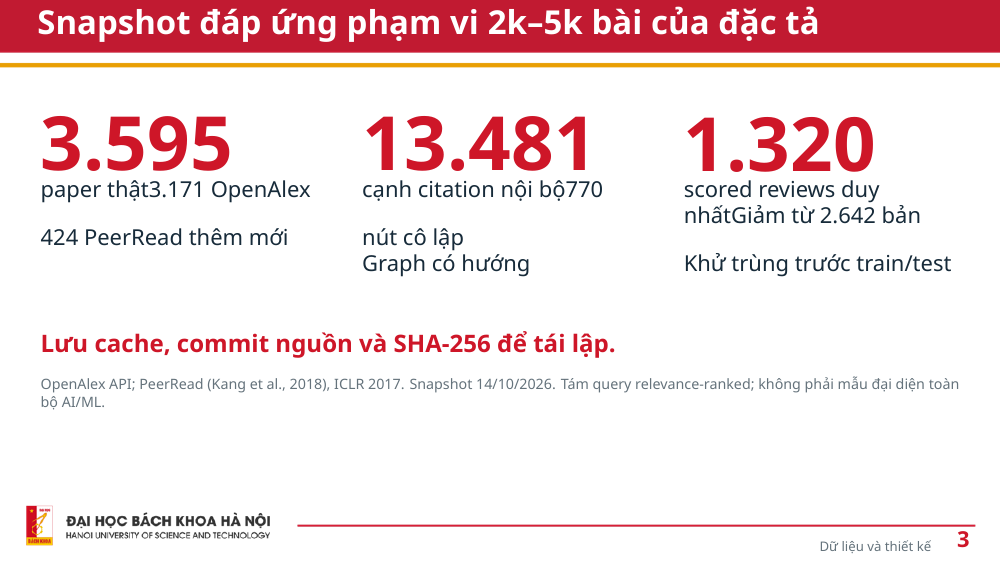 Snapshot đáp ứng phạm vi 2k–5k bài của đặc tả
3.595
paper thật3.171 OpenAlex
424 PeerRead thêm mới
13.481
cạnh citation nội bộ770
nút cô lập
Graph có hướng
1.320
scored reviews duy
nhấtGiảm từ 2.642 bản
Khử trùng trước train/test
Lưu cache, commit nguồn và SHA-256 để tái lập.
OpenAlex API; PeerRead (Kang et al., 2018), ICLR 2017. Snapshot 14/10/2026. Tám query relevance-ranked; không phải mẫu đại diện toàn
bộ AI/ML.
ĐẠI HỌC BÁCH KHOA HÀ NỘI
HANOI UNIVERSITY OF SCIENCE AND TECHNOLOGY
Dữ liệu và thiết kế
3